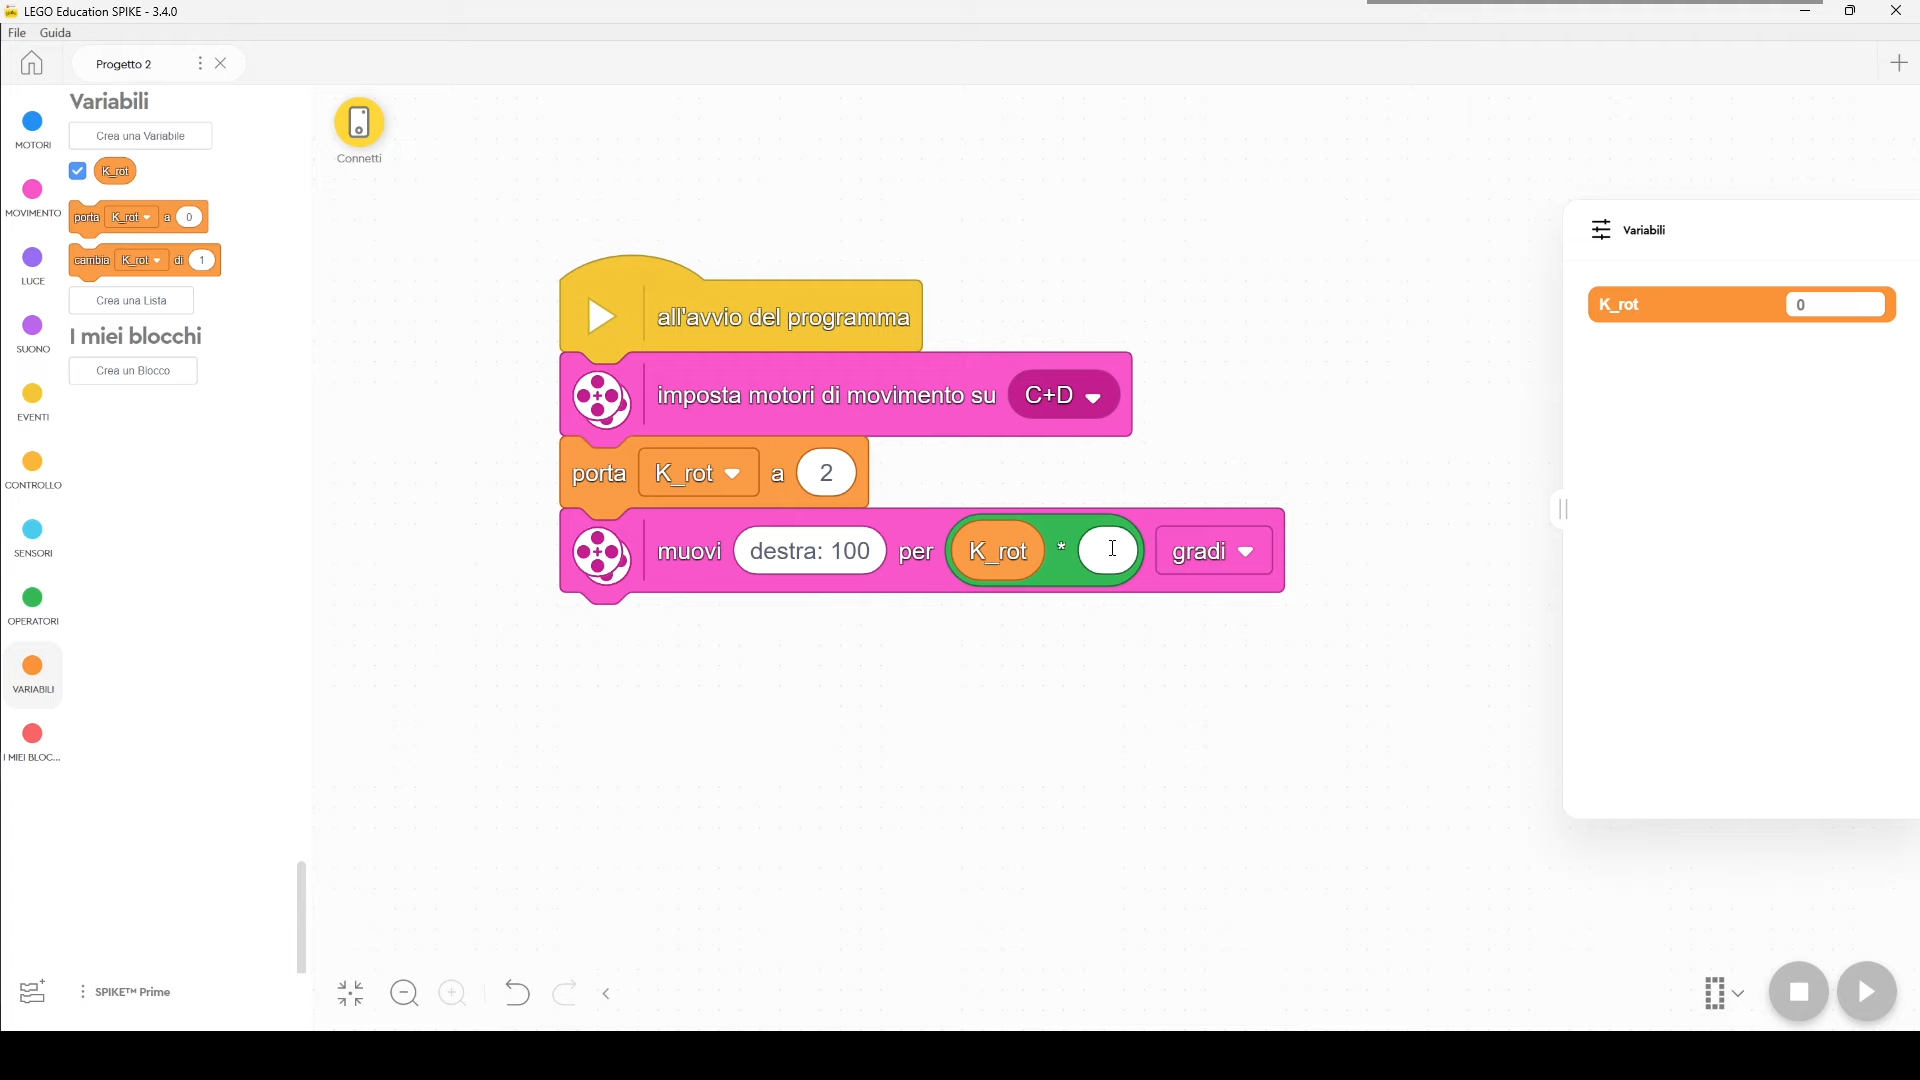 LEGO Education SPIKE - 3.4.0
File Guida
Progetto 2
Variabili
Crea una Variabile
K_rot
porta K_rot a 0
cambia K_rot di 1
Crea una Lista
I miei blocchi
Crea un Blocco
MOTORI
MOVIMENTO
LUCE
SUONO
EVENTI
CONTROLLO
SENSORI
OPERATORI
VARIABILI
I MIEI BLOC...
SPIKE™ Prime
Connetti
all'avvio del programma
imposta motori di movimento su C+D
porta K_rot a 2
muovi destra: 100 per K_rot * gradi
Variabili
K_rot 0